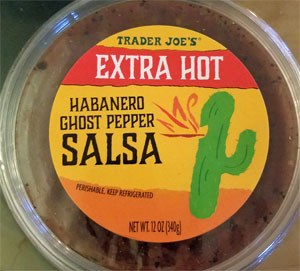 TRADER JOE'S®
EXTRA HOT
HABANERO
GHOST PEPPER
SALSA
PERISHABLE, KEEP REFRIGERATED
NET WT. 12 OZ (340g)